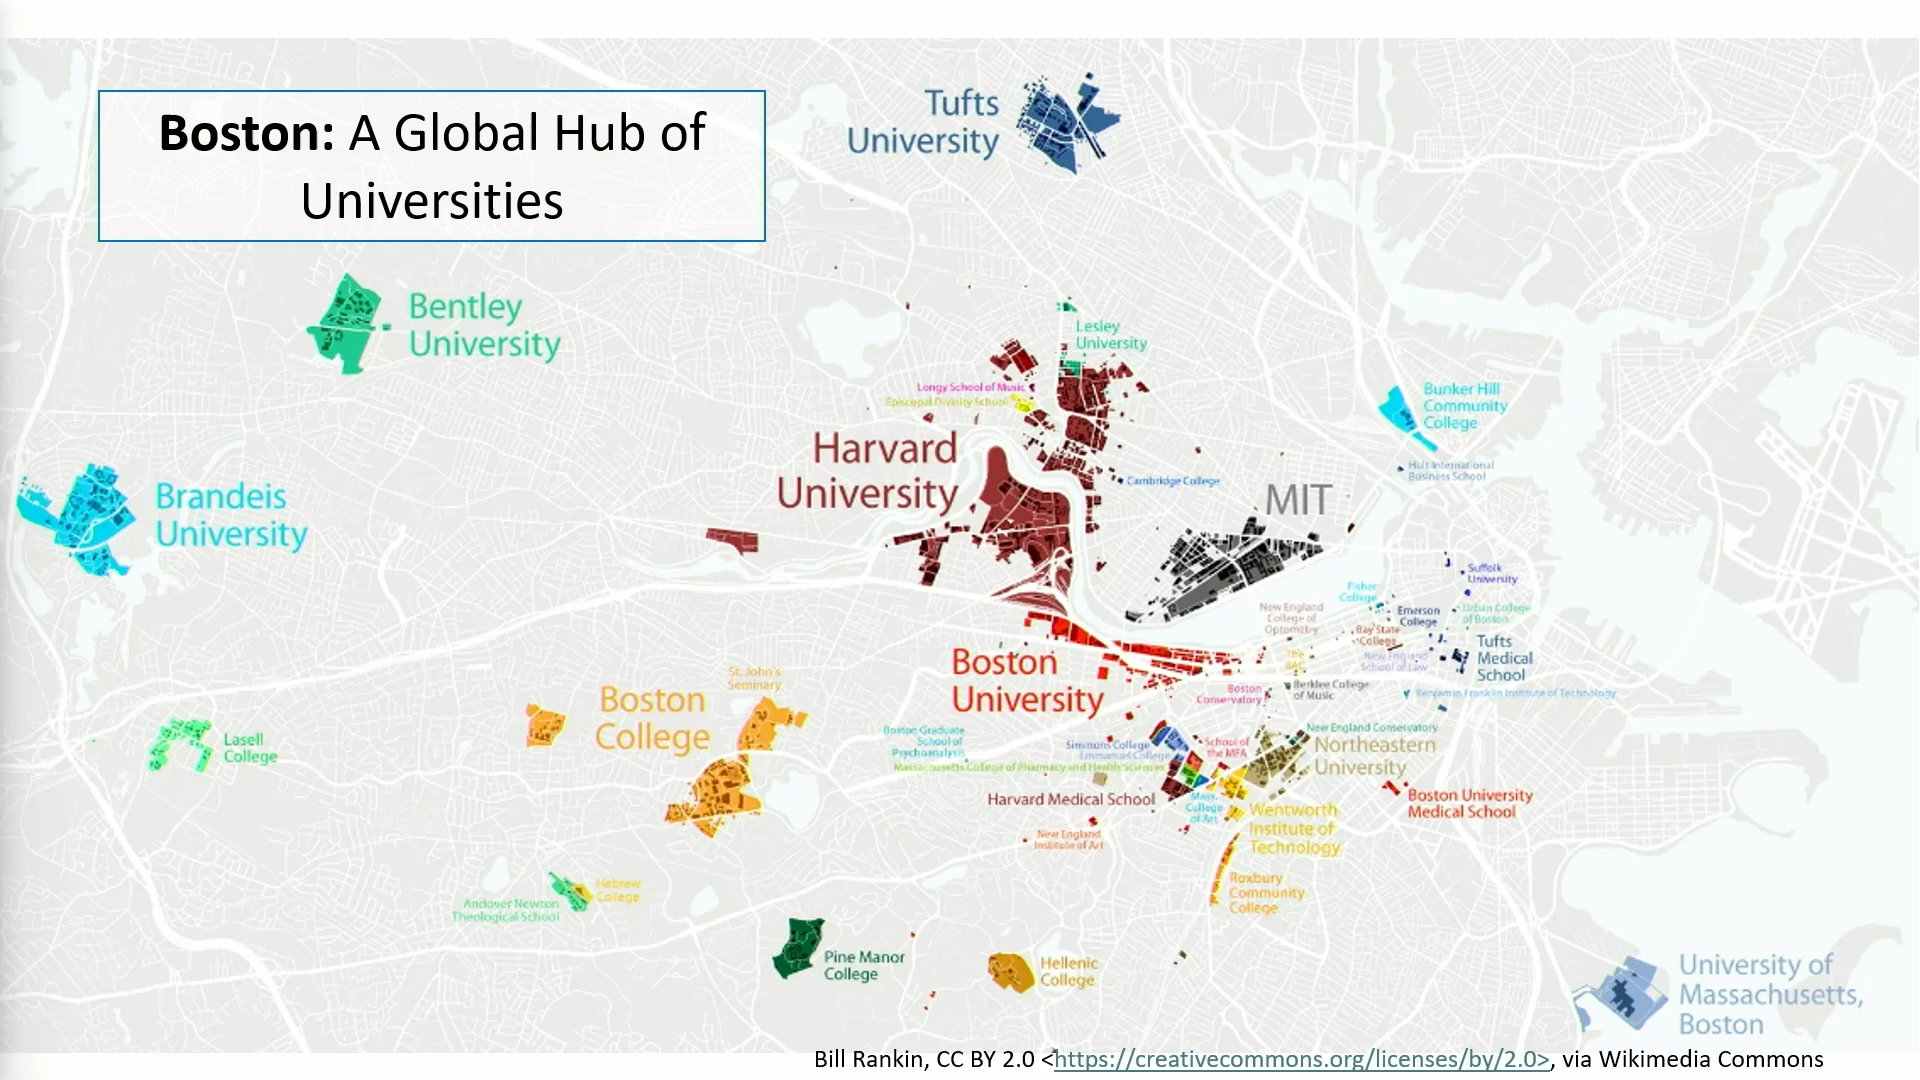 Boston: A Global Hub of
Universities
Tufts
University
Bentley
University
Lesley
University
Longy School of Music
Episcopal Divinity School
Bunker Hill
Community
College
Harvard
University
Hult International
Business School
Cambridge College
MIT
Brandeis
University
Suffolk
University
Fisher
College
Emerson
College
Urban College
of Boston
New England
College of
Optometry
Bay State
College
Tufts
Medical
School
The
BAC
New England
School of Law
Boston
University
Berklee College
of Music
Boston
Conservatory
Benjamin Franklin Institute of Technology
St. John's
Seminary
Boston
College
Lasell
College
Boston Graduate
School of
Psychoanalysis
Simmons College
Emmanuel College
Massachusetts College of Pharmacy and Health Sciences
School of
the MFA
New England Conservatory
Northeastern
University
Harvard Medical School
Mass.
College
of Art
Boston University
Medical School
Wentworth
Institute of
Technology
New England
Institute of Art
Roxbury
Community
College
Hebrew
College
Andover Newton
Theological School
Pine Manor
College
Hellenic
College
University of
Massachusetts,
Boston
Bill Rankin, CC BY 2.0 <https://creativecommons.org/licenses/by/2.0>, via Wikimedia Commons